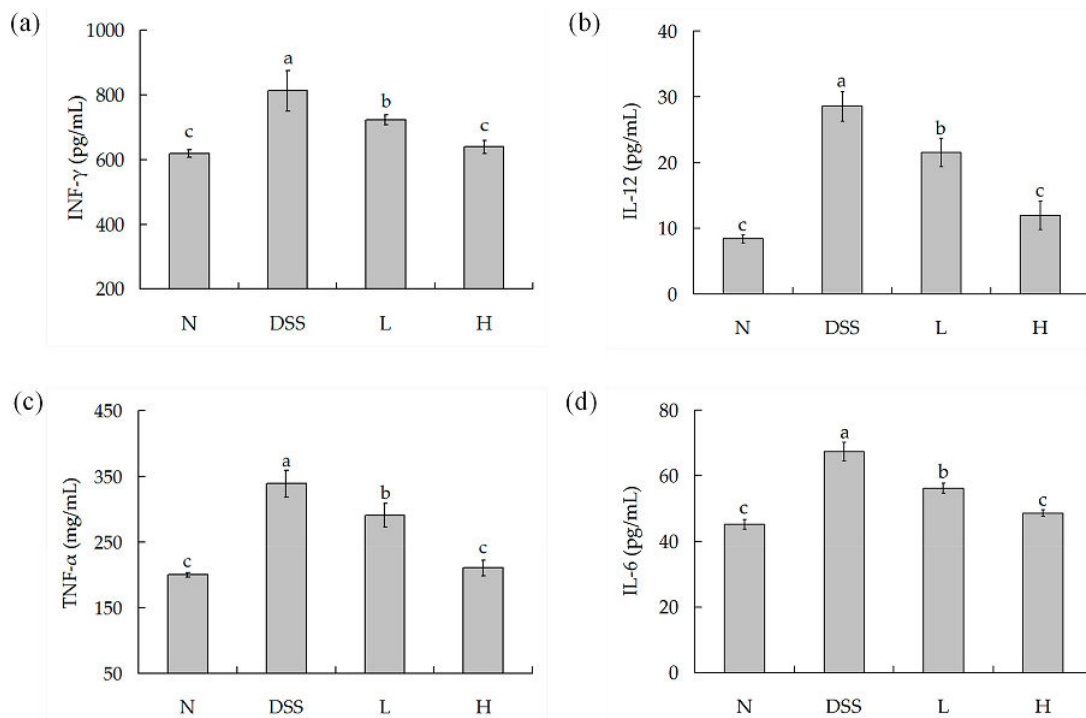 (a)
1000
800
600
400
200
INF-γ (pg/mL)
c
a
b
c
N DSS L H
(b)
40
30
20
10
0
IL-12 (pg/mL)
c
a
b
c
N DSS L H
(c)
450
350
250
150
50
TNF-α (mg/mL)
c
a
b
c
N DSS L H
(d)
80
60
40
20
0
IL-6 (pg/mL)
c
a
b
c
N DSS L H